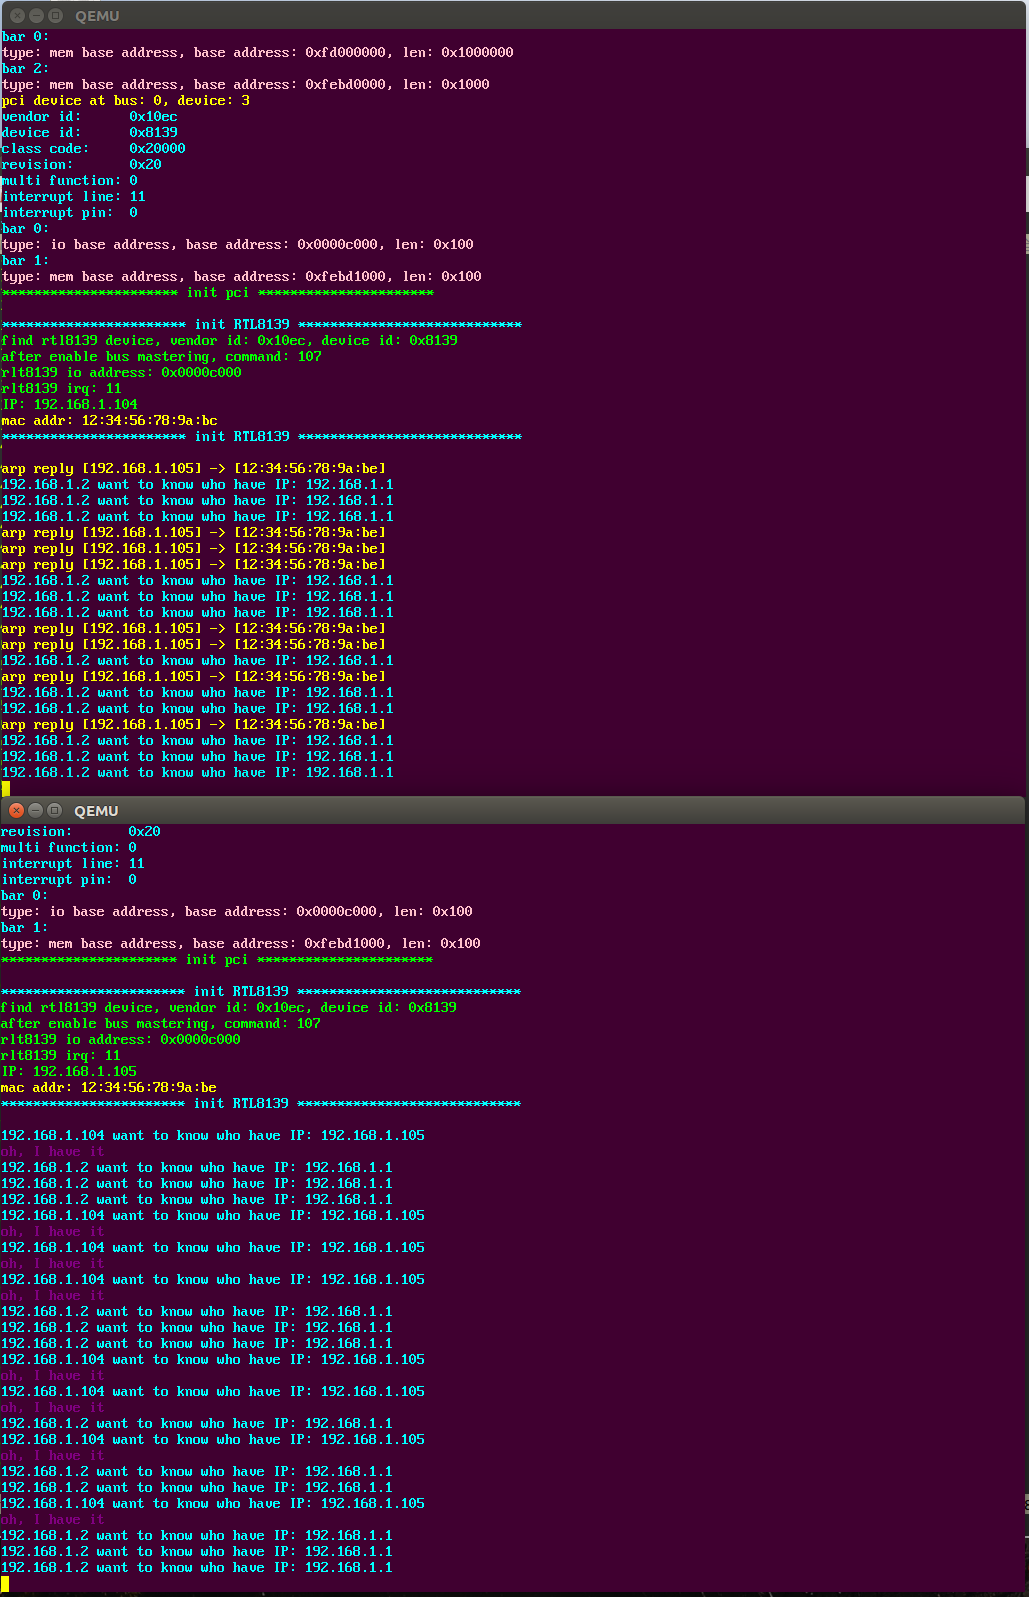 QEMU
bar 0:
type: mem base address, base address: 0xfd000000, len: 0x1000000
bar 2:
type: mem base address, base address: 0xfebd0000, len: 0x1000
pci device at bus: 0, device: 3
vendor id:      0x10ec
device id:      0x8139
class code:     0x20000
revision:       0x20
multi function: 0
interrupt line: 11
interrupt pin:  0
bar 0:
type: io base address, base address: 0x0000c000, len: 0x100
bar 1:
type: mem base address, base address: 0xfebd1000, len: 0x100
********************** init pci **********************
*********************** init RTL8139 ****************************
find rtl8139 device, vendor id: 0x10ec, device id: 0x8139
after enable bus mastering, command: 107
rlt8139 io address: 0x0000c000
rlt8139 irq: 11
IP: 192.168.1.104
mac addr: 12:34:56:78:9a:bc
*********************** init RTL8139 ****************************
arp reply [192.168.1.105] -> [12:34:56:78:9a:be]
192.168.1.2 want to know who have IP: 192.168.1.1
192.168.1.2 want to know who have IP: 192.168.1.1
192.168.1.2 want to know who have IP: 192.168.1.1
arp reply [192.168.1.105] -> [12:34:56:78:9a:be]
arp reply [192.168.1.105] -> [12:34:56:78:9a:be]
arp reply [192.168.1.105] -> [12:34:56:78:9a:be]
192.168.1.2 want to know who have IP: 192.168.1.1
192.168.1.2 want to know who have IP: 192.168.1.1
192.168.1.2 want to know who have IP: 192.168.1.1
arp reply [192.168.1.105] -> [12:34:56:78:9a:be]
arp reply [192.168.1.105] -> [12:34:56:78:9a:be]
192.168.1.2 want to know who have IP: 192.168.1.1
arp reply [192.168.1.105] -> [12:34:56:78:9a:be]
192.168.1.2 want to know who have IP: 192.168.1.1
192.168.1.2 want to know who have IP: 192.168.1.1
arp reply [192.168.1.105] -> [12:34:56:78:9a:be]
192.168.1.2 want to know who have IP: 192.168.1.1
192.168.1.2 want to know who have IP: 192.168.1.1
192.168.1.2 want to know who have IP: 192.168.1.1
QEMU
revision:       0x20
multi function: 0
interrupt line: 11
interrupt pin:  0
bar 0:
type: io base address, base address: 0x0000c000, len: 0x100
bar 1:
type: mem base address, base address: 0xfebd1000, len: 0x100
********************** init pci **********************
*********************** init RTL8139 ****************************
find rtl8139 device, vendor id: 0x10ec, device id: 0x8139
after enable bus mastering, command: 107
rlt8139 io address: 0x0000c000
rlt8139 irq: 11
IP: 192.168.1.105
mac addr: 12:34:56:78:9a:be
*********************** init RTL8139 ****************************
192.168.1.104 want to know who have IP: 192.168.1.105
oh, I have it
192.168.1.2 want to know who have IP: 192.168.1.1
192.168.1.2 want to know who have IP: 192.168.1.1
192.168.1.2 want to know who have IP: 192.168.1.1
192.168.1.104 want to know who have IP: 192.168.1.105
oh, I have it
192.168.1.104 want to know who have IP: 192.168.1.105
oh, I have it
192.168.1.104 want to know who have IP: 192.168.1.105
oh, I have it
192.168.1.2 want to know who have IP: 192.168.1.1
192.168.1.2 want to know who have IP: 192.168.1.1
192.168.1.2 want to know who have IP: 192.168.1.1
192.168.1.104 want to know who have IP: 192.168.1.105
oh, I have it
192.168.1.104 want to know who have IP: 192.168.1.105
oh, I have it
192.168.1.2 want to know who have IP: 192.168.1.1
192.168.1.104 want to know who have IP: 192.168.1.105
oh, I have it
192.168.1.2 want to know who have IP: 192.168.1.1
192.168.1.2 want to know who have IP: 192.168.1.1
192.168.1.104 want to know who have IP: 192.168.1.105
oh, I have it
192.168.1.2 want to know who have IP: 192.168.1.1
192.168.1.2 want to know who have IP: 192.168.1.1
192.168.1.2 want to know who have IP: 192.168.1.1